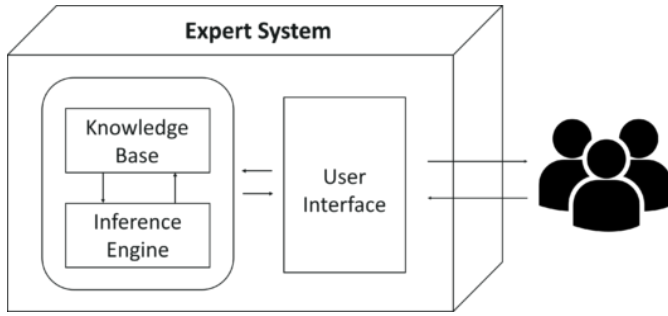 Expert System
Knowledge
Base
Inference
Engine
User
Interface